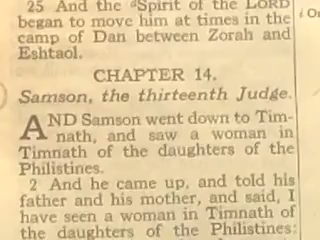 25 And the aSpirit of the LORD
began to move him at times in the
camp of Dan between Zorah and
Eshtaol.
CHAPTER 14.
Samson, the thirteenth Judge.
AND Samson went down to Tim-
nath, and saw a woman in
Timnath of the daughters of the
Philistines.
2 And he came up, and told his
father and his mother, and said, I
have seen a woman in Timnath of
the daughters of the Philistines: